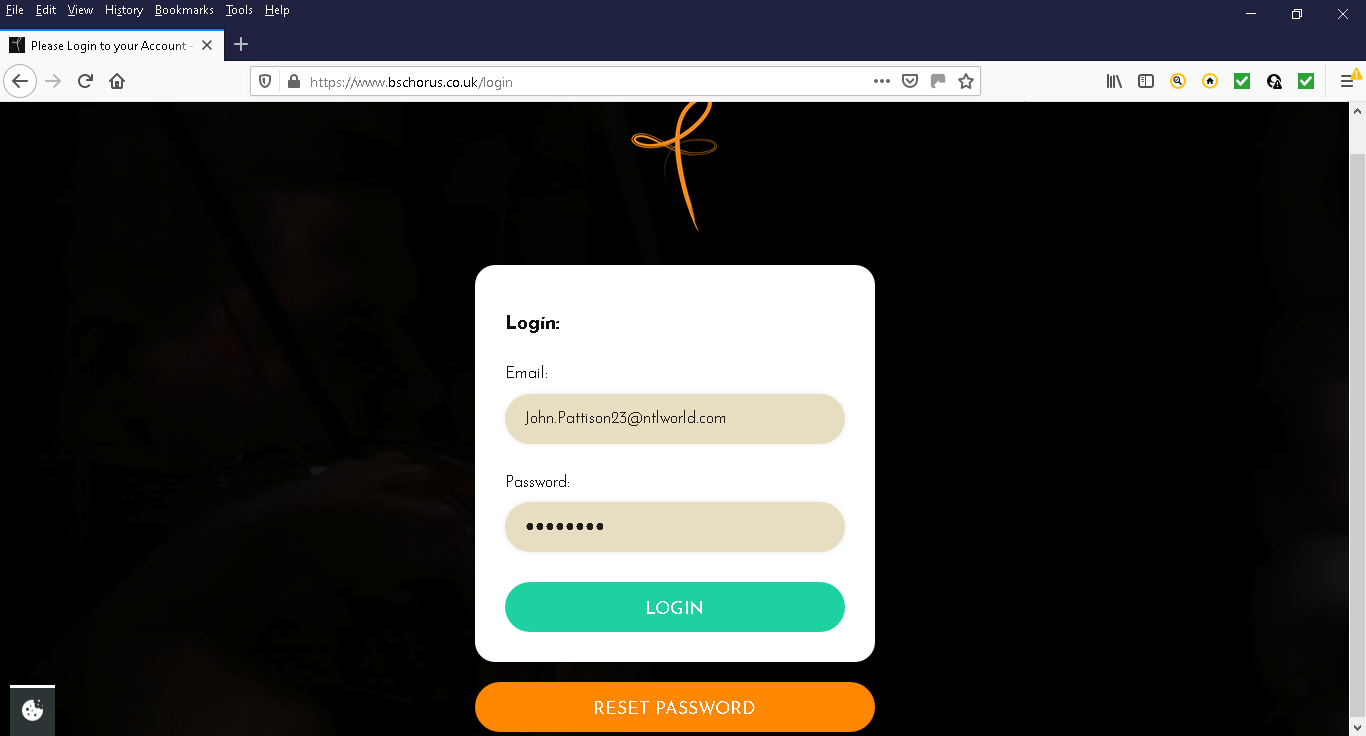 File Edit View History Bookmarks Tools Help
Please Login to your Account -
https://www.bschorus.co.uk/login
Login:
Email:
John.Pattison23@ntlworld.com
Password:
••••••••
LOGIN
RESET PASSWORD